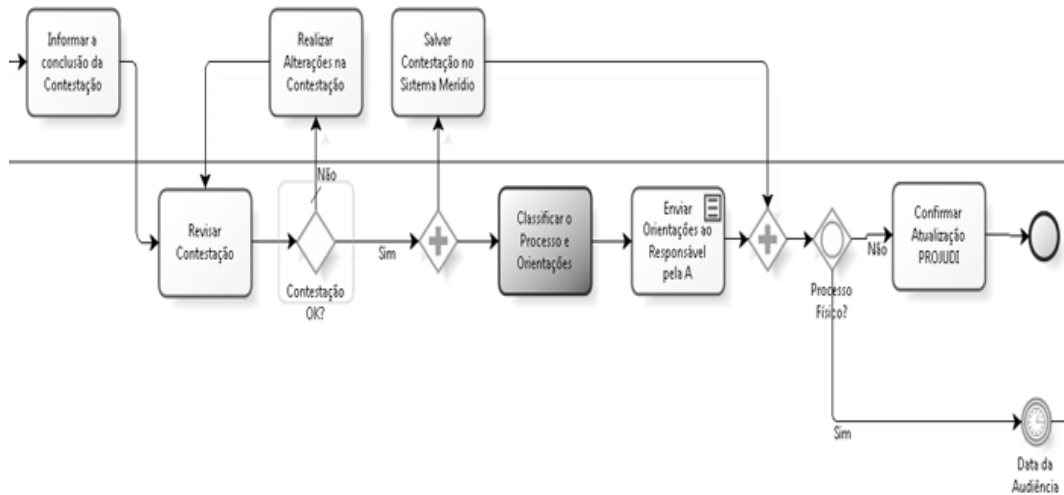 Informar a
conclusão da
Contestação
Realizar
Alterações na
Contestação
Salvar
Contestação no
Sistema Merídio
Não
Revisar
Contestação
Contestação
OK?
Sim
Classificar o
Processo e
Orientações
Enviar
Orientações ao
Responsável
pela A
Processo
Físico?
Não
Confirmar
Atualização
PROJUDI
Sim
Data da
Audiência